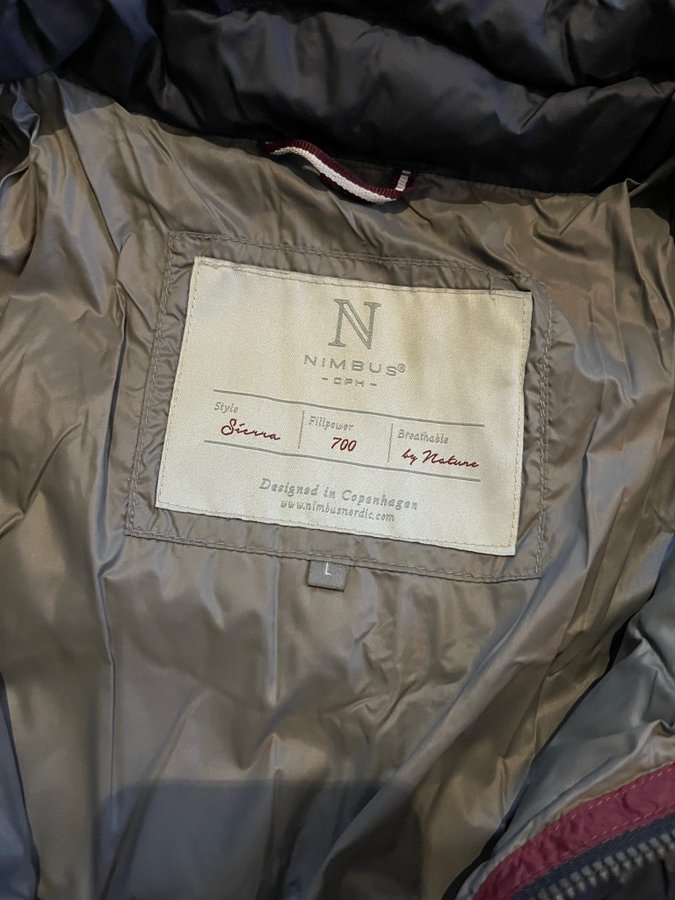 N
NIMBUS®
- CPH -
Style
Sierra
Fillpower
700
Breathable
by Nature
Designed in Copenhagen
www.nimbusnordic.com
L